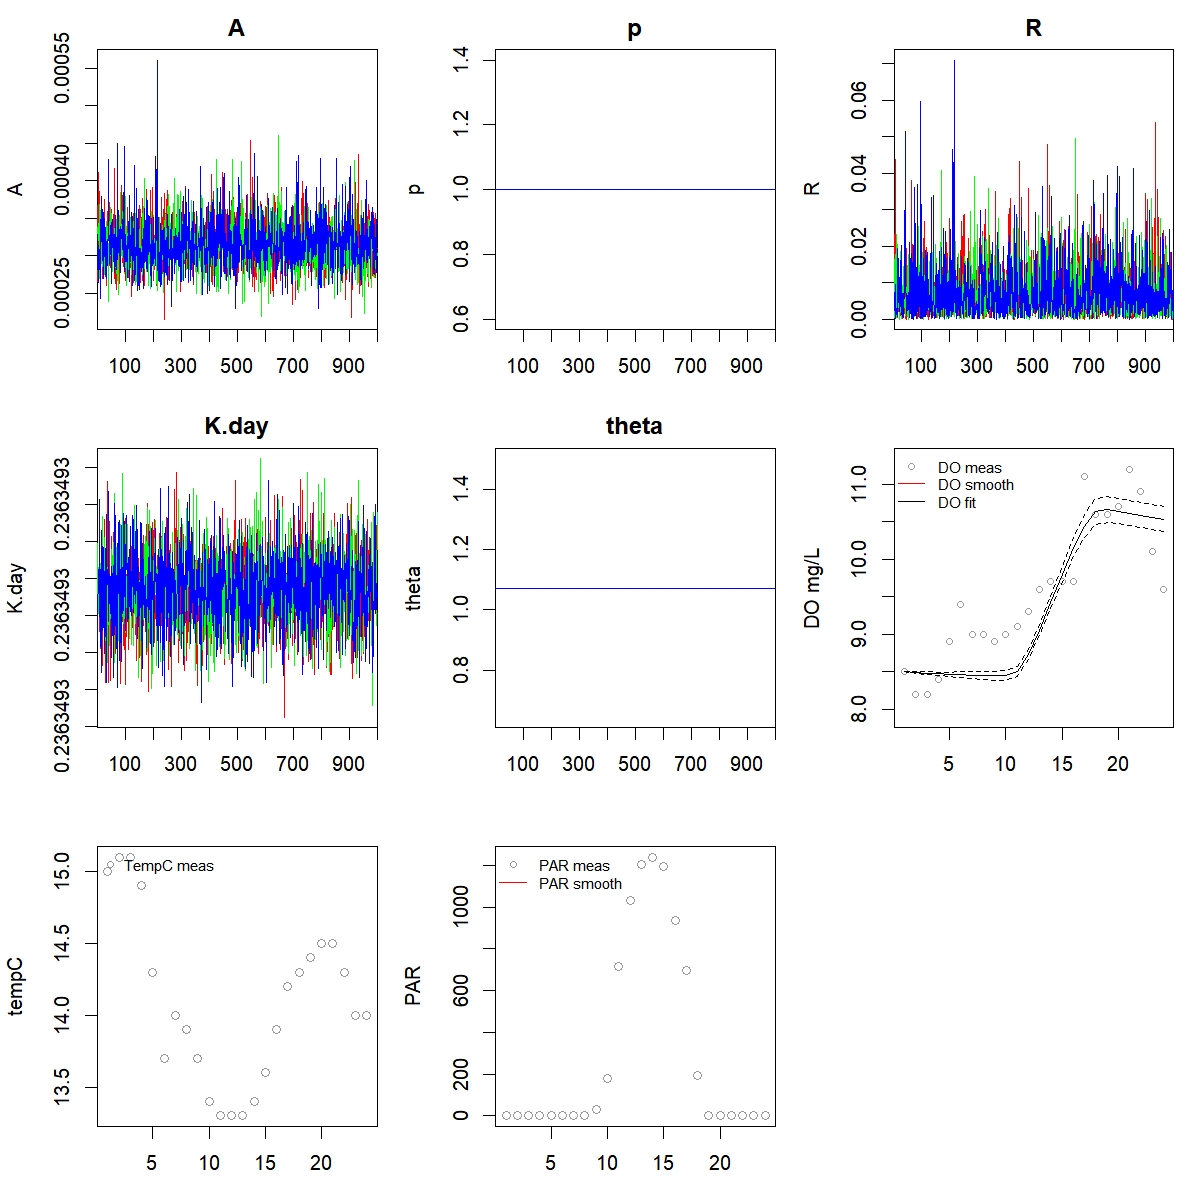 A
p
R
A
0.00025
0.00040
0.00055
100 300 500 700 900
p
0.6
0.8
1.0
1.2
1.4
100 300 500 700 900
R
0.00
0.02
0.04
0.06
100 300 500 700 900
K.day
theta
K.day
0.2363493
0.2363493
0.2363493
0.2363493
100 300 500 700 900
theta
0.8
1.0
1.2
1.4
100 300 500 700 900
DO mg/L
8.0
9.0
10.0
11.0
DO meas
DO smooth
DO fit
5 10 15 20
tempC
13.5
14.0
14.5
15.0
TempC meas
5 10 15 20
PAR
0
200
600
1000
PAR meas
PAR smooth
5 10 15 20